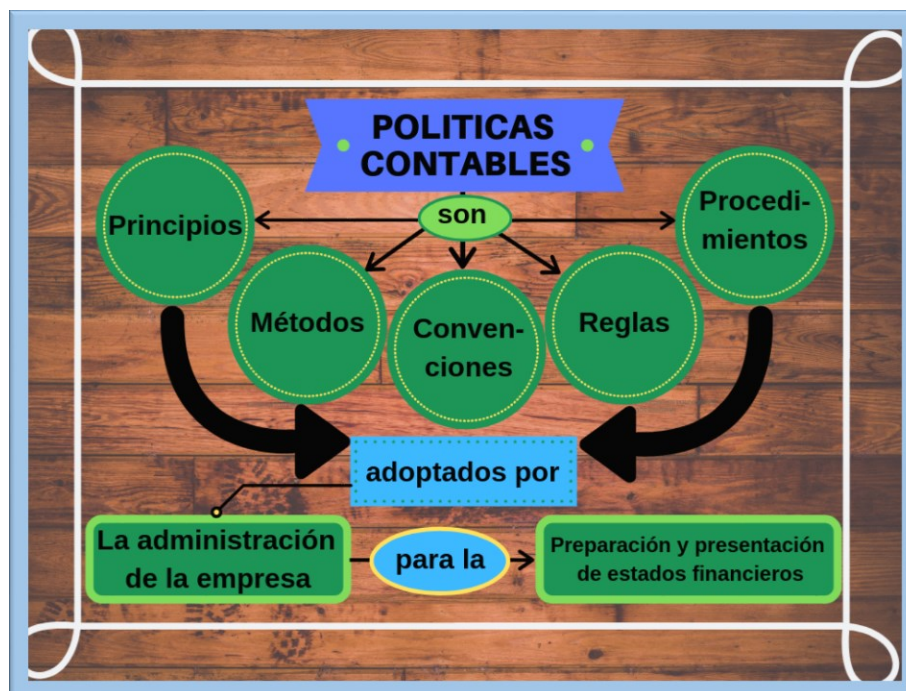 POLITICAS
CONTABLES
son
Principios
Procedi-
mientos
Métodos
Conven-
ciones
Reglas
adoptados por
La administración
de la empresa
para la
Preparación y presentación
de estados financieros